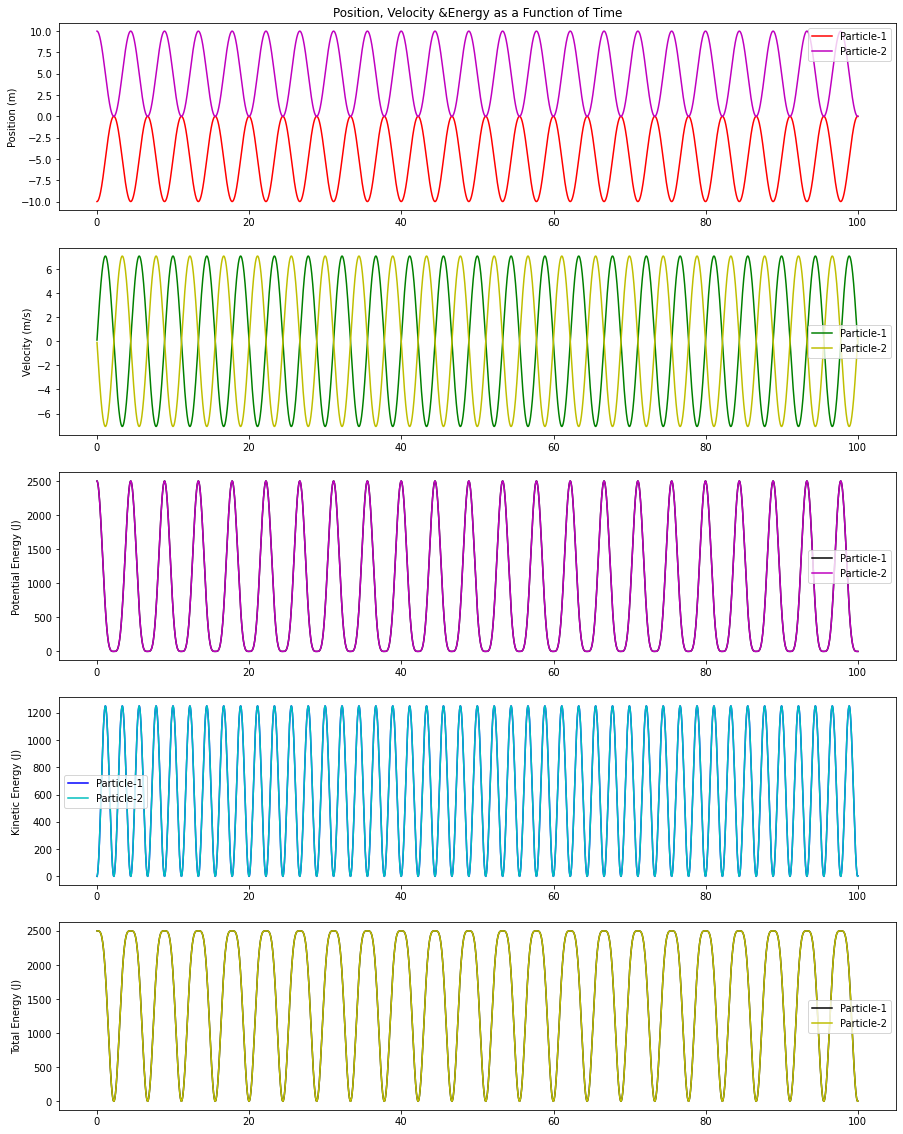 Position, Velocity &Energy as a Function of Time
Position (m)
10.0
7.5
5.0
2.5
0.0
−2.5
−5.0
−7.5
−10.0
Particle-1
Particle-2
0 20 40 60 80 100
Velocity (m/s)
6
4
2
0
−2
−4
−6
Particle-1
Particle-2
0 20 40 60 80 100
Potential Energy (J)
2500
2000
1500
1000
500
0
Particle-1
Particle-2
0 20 40 60 80 100
Kinetic Energy (J)
1200
1000
800
600
400
200
0
Particle-1
Particle-2
0 20 40 60 80 100
Total Energy (J)
2500
2000
1500
1000
500
0
Particle-1
Particle-2
0 20 40 60 80 100